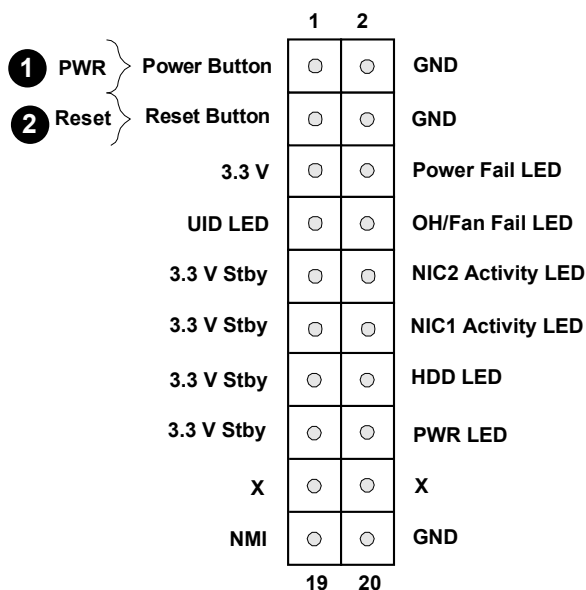 1 2
1 PWR Power Button GND
2 Reset Reset Button GND
3.3 V Power Fail LED
UID LED OH/Fan Fail LED
3.3 V Stby NIC2 Activity LED
3.3 V Stby NIC1 Activity LED
3.3 V Stby HDD LED
3.3 V Stby PWR LED
X X
NMI GND
19 20